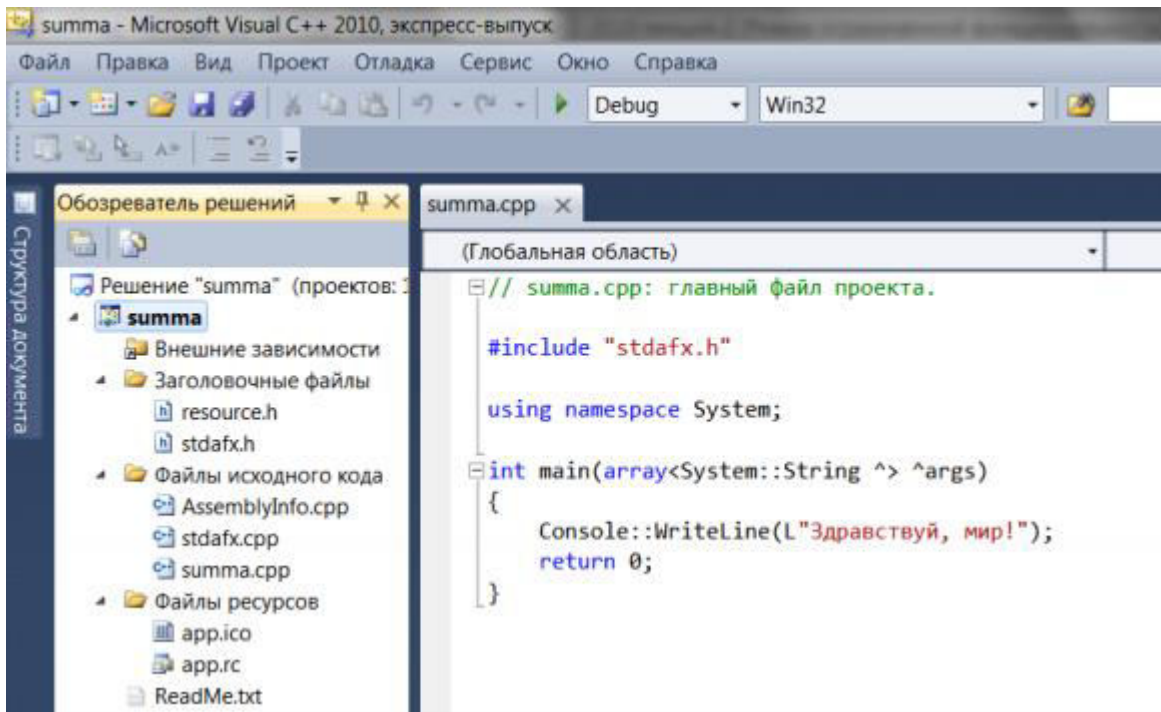 summa - Microsoft Visual C++ 2010, экспресс-выпуск
Файл Правка Вид Проект Отладка Сервис Окно Справка
Debug Win32
Структура документа
Обозреватель решений
Решение "summa" (проектов: 1
summa
Внешние зависимости
Заголовочные файлы
resource.h
stdafx.h
Файлы исходного кода
AssemblyInfo.cpp
stdafx.cpp
summa.cpp
Файлы ресурсов
app.ico
app.rc
ReadMe.txt
summa.cpp
(Глобальная область)
// summa.cpp: главный файл проекта.
#include "stdafx.h"
using namespace System;
int main(array<System::String ^> ^args)
{
Console::WriteLine(L"Здравствуй, мир!");
return 0;
}